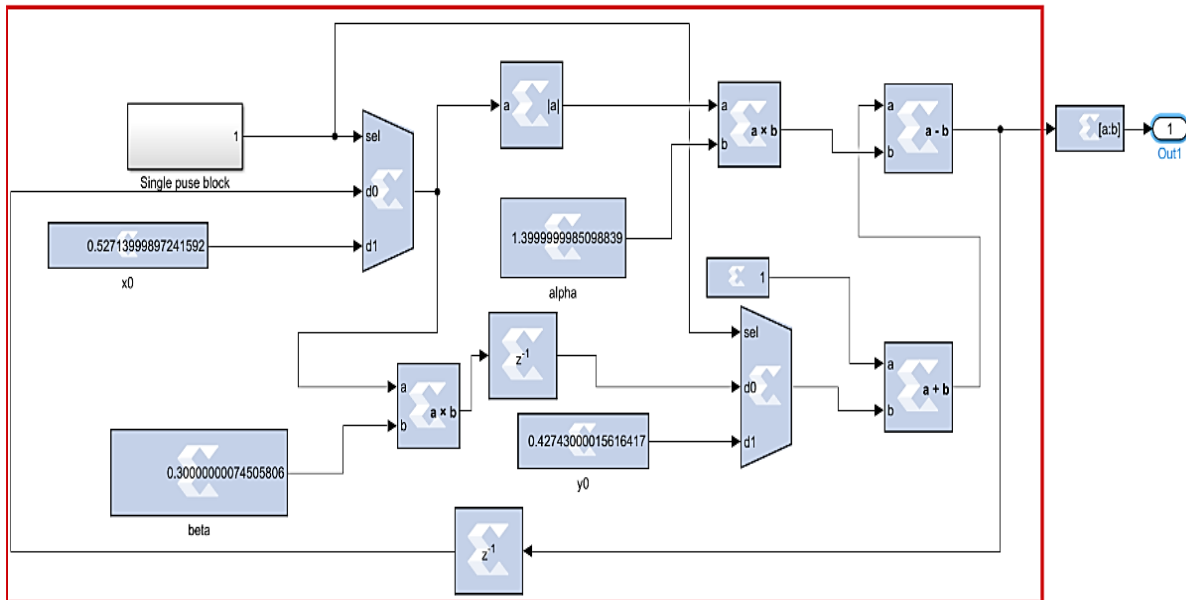 1
Single puse block
sel
d0
d1
0.52713999897241592
x0
a
|a|
a
b
a × b
a
b
a - b
[a:b]
1
Out1
1.3999999985098839
alpha
1
sel
d0
d1
a
b
a + b
z-1
a
b
a × b
0.42743000015616417
y0
0.30000000074505806
beta
z-1